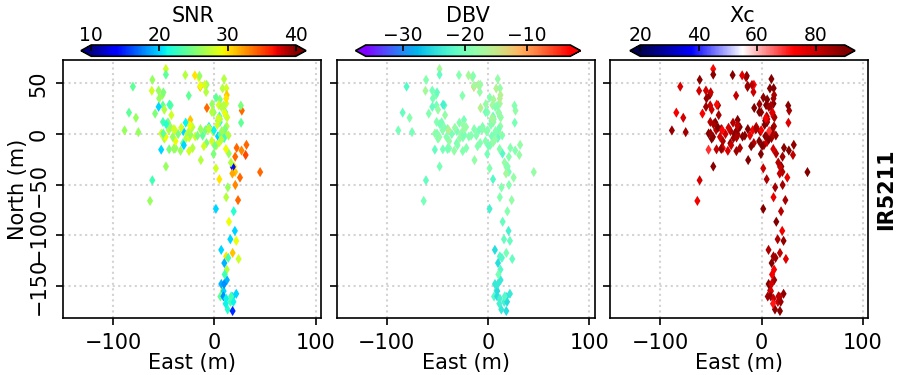 SNR
10 20 30 40
DBV
−30 −20 −10
Xc
20 40 60 80
North (m)
50
0
−50
−100
−150
−100 0 100
East (m)
−100 0 100
East (m)
−100 0 100
East (m)
IR5211